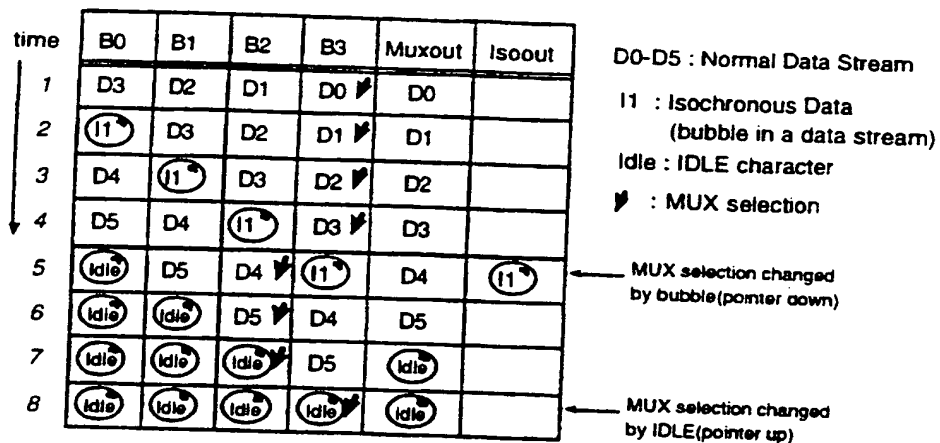 time B0 B1 B2 B3 Muxout Isoout
1 D3 D2 D1 D0 D0
2 I1 D3 D2 D1 D1
3 D4 I1 D3 D2 D2
4 D5 D4 I1 D3 D3
5 Idle D5 D4 I1 D4 I1
6 Idle Idle D5 D4 D5
7 Idle Idle Idle D5 Idle
8 Idle Idle Idle Idle Idle
D0-D5 : Normal Data Stream
I1 : Isochronous Data
(bubble in a data stream)
Idle : IDLE character
: MUX selection
MUX selection changed
by bubble(pointer down)
MUX selection changed
by IDLE(pointer up)